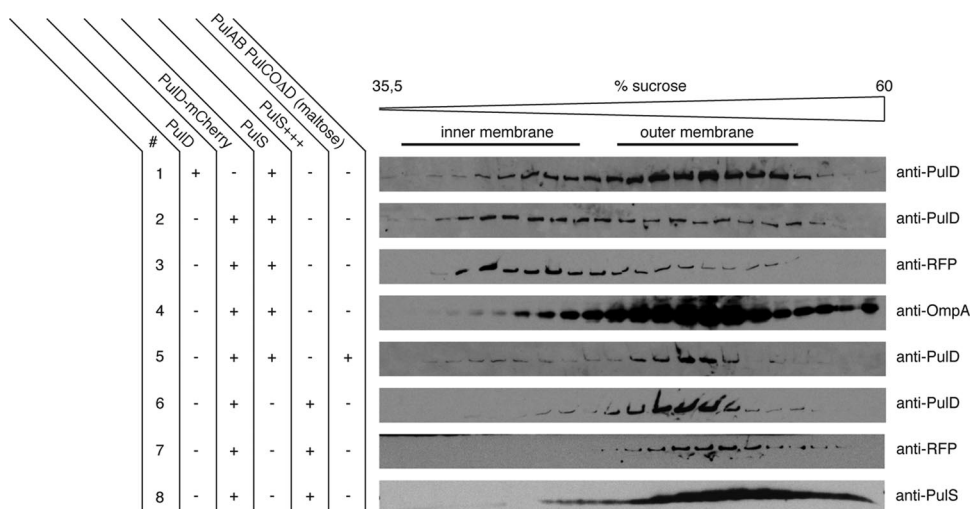 PulAB PulCOΔD (maltose)
PulS+++
PulS
PulD-mCherry
PulD
#
35,5 % sucrose 60
inner membrane outer membrane
1 + - + - - anti-PulD
2 - + + - - anti-PulD
3 - + + - - anti-RFP
4 - + + - - anti-OmpA
5 - + + - + anti-PulD
6 - + - + - anti-PulD
7 - + - + - anti-RFP
8 - + - + - anti-PulS